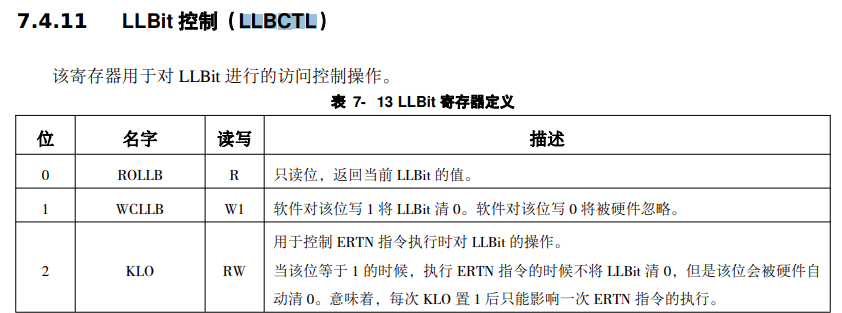 7.4.11 LLBit 控制（LLBCTL）
该寄存器用于对 LLBit 进行的访问控制操作。
表 7- 13 LLBit 寄存器定义
位 名字 读写 描述
0 ROLLB R 只读位，返回当前 LLBit 的值。
1 WCLLB W1 软件对该位写 1 将 LLBit 清 0。软件对该位写 0 将被硬件忽略。
用于控制 ERTN 指令执行时对 LLBit 的操作。
2 KLO RW 当该位等于 1 的时候，执行 ERTN 指令的时候不将 LLBit 清 0，但是该位会被硬件自
动清 0。意味着，每次 KLO 置 1 后只能影响一次 ERTN 指令的执行。